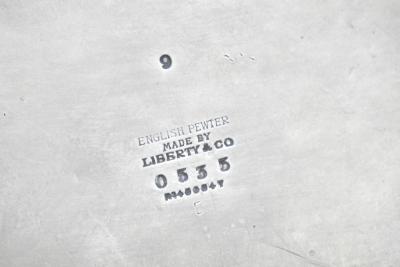 9
ENGLISH PEWTER
MADE BY
LIBERTY & CO
0535
E